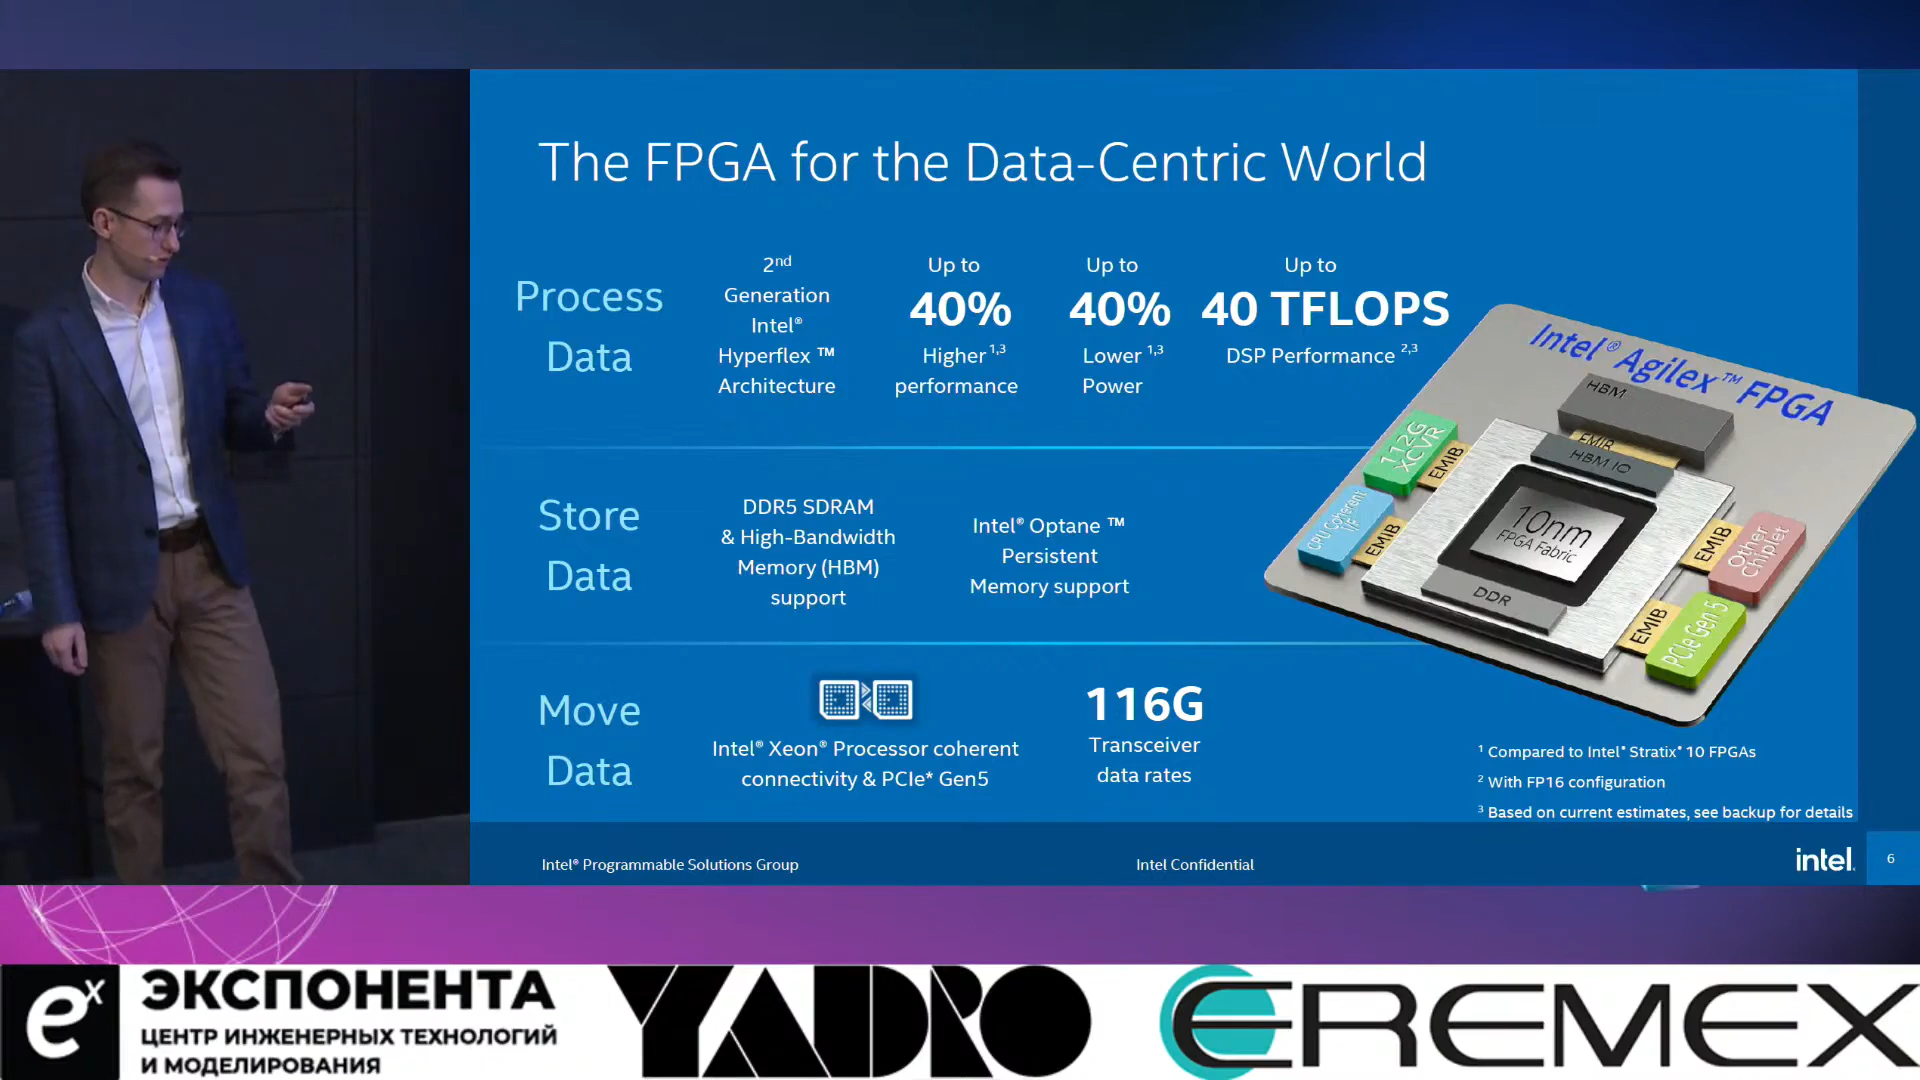 The FPGA for the Data-Centric World
Process
Data
2nd
Generation
Intel®
Hyperflex ™
Architecture
Up to
40%
Higher 1,3
performance
Up to
40%
Lower 1,3
Power
Up to
40 TFLOPS
DSP Performance 2,3
Store
Data
DDR5 SDRAM
& High-Bandwidth
Memory (HBM)
support
Intel® Optane ™
Persistent
Memory support
Move
Data
Intel® Xeon® Processor coherent
connectivity & PCIe* Gen5
116G
Transceiver
data rates
Intel® Agilex™ FPGA
HBM
EMIB
HBM IO
112G
XCVR
EMIB
CPU Coherent
I/F
EMIB
10nm
FPGA Fabric
DDR
EMIB
Other
Chiplet
EMIB
PCIe Gen 5
1 Compared to Intel® Stratix® 10 FPGAs
2 With FP16 configuration
3 Based on current estimates, see backup for details
Intel® Programmable Solutions Group
Intel Confidential
intel.
6
ex
ЭКСПОНЕНТА
ЦЕНТР ИНЖЕНЕРНЫХ ТЕХНОЛОГИЙ
И МОДЕЛИРОВАНИЯ
YADRO
EREMEX